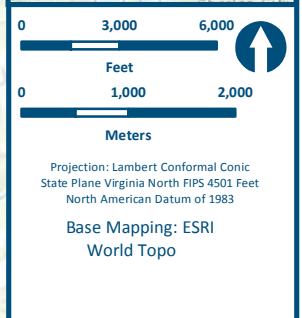 0 3,000 6,000
Feet
0 1,000 2,000
Meters
Projection: Lambert Conformal Conic
State Plane Virginia North FIPS 4501 Feet
North American Datum of 1983
Base Mapping: ESRI
World Topo